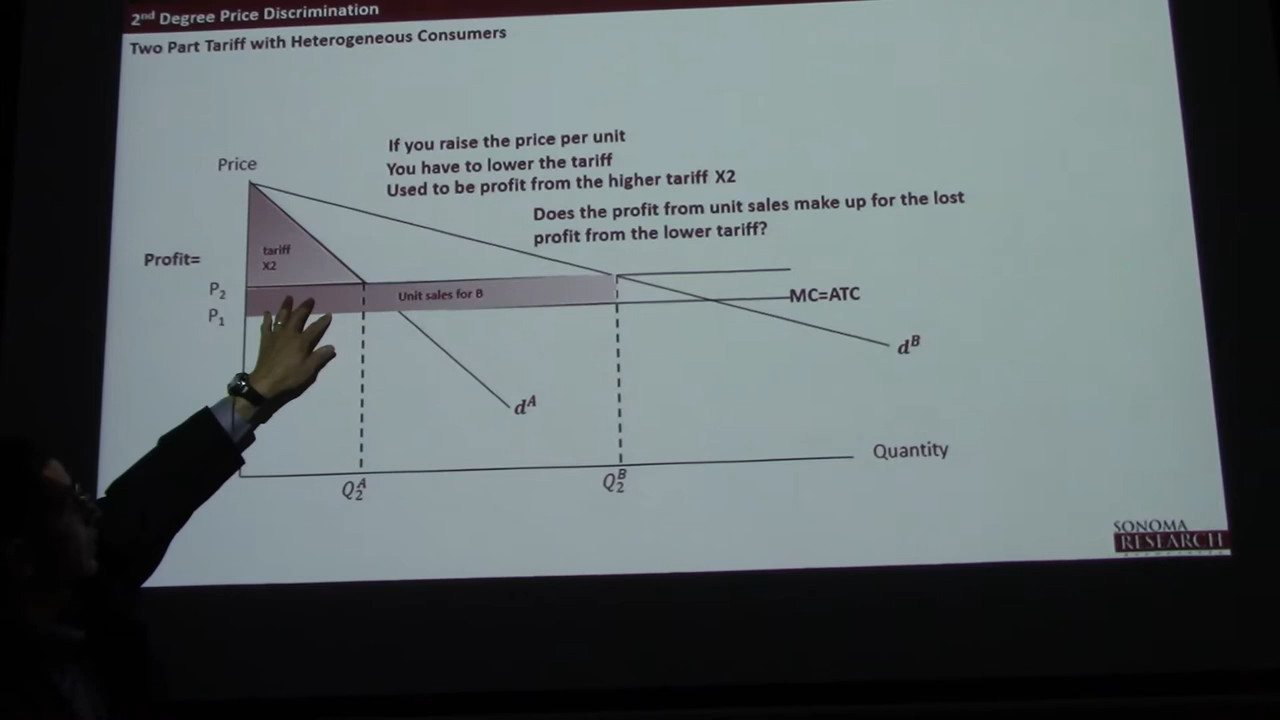 2nd Degree Price Discrimination
Two Part Tariff with Heterogeneous Consumers
If you raise the price per unit
You have to lower the tariff
Used to be profit from the higher tariff X2
Does the profit from unit sales make up for the lost
profit from the lower tariff?
Price
Profit=
tariff
X2
P2
P1
Unit sales for B
MC=ATC
dB
dA
Quantity
Q2A
Q2B
SONOMA
RESEARCH